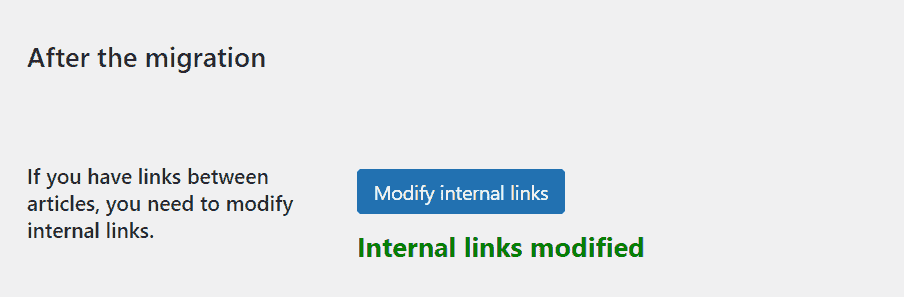 After the migration
If you have links between
articles, you need to modify
internal links.
Modify internal links
Internal links modified